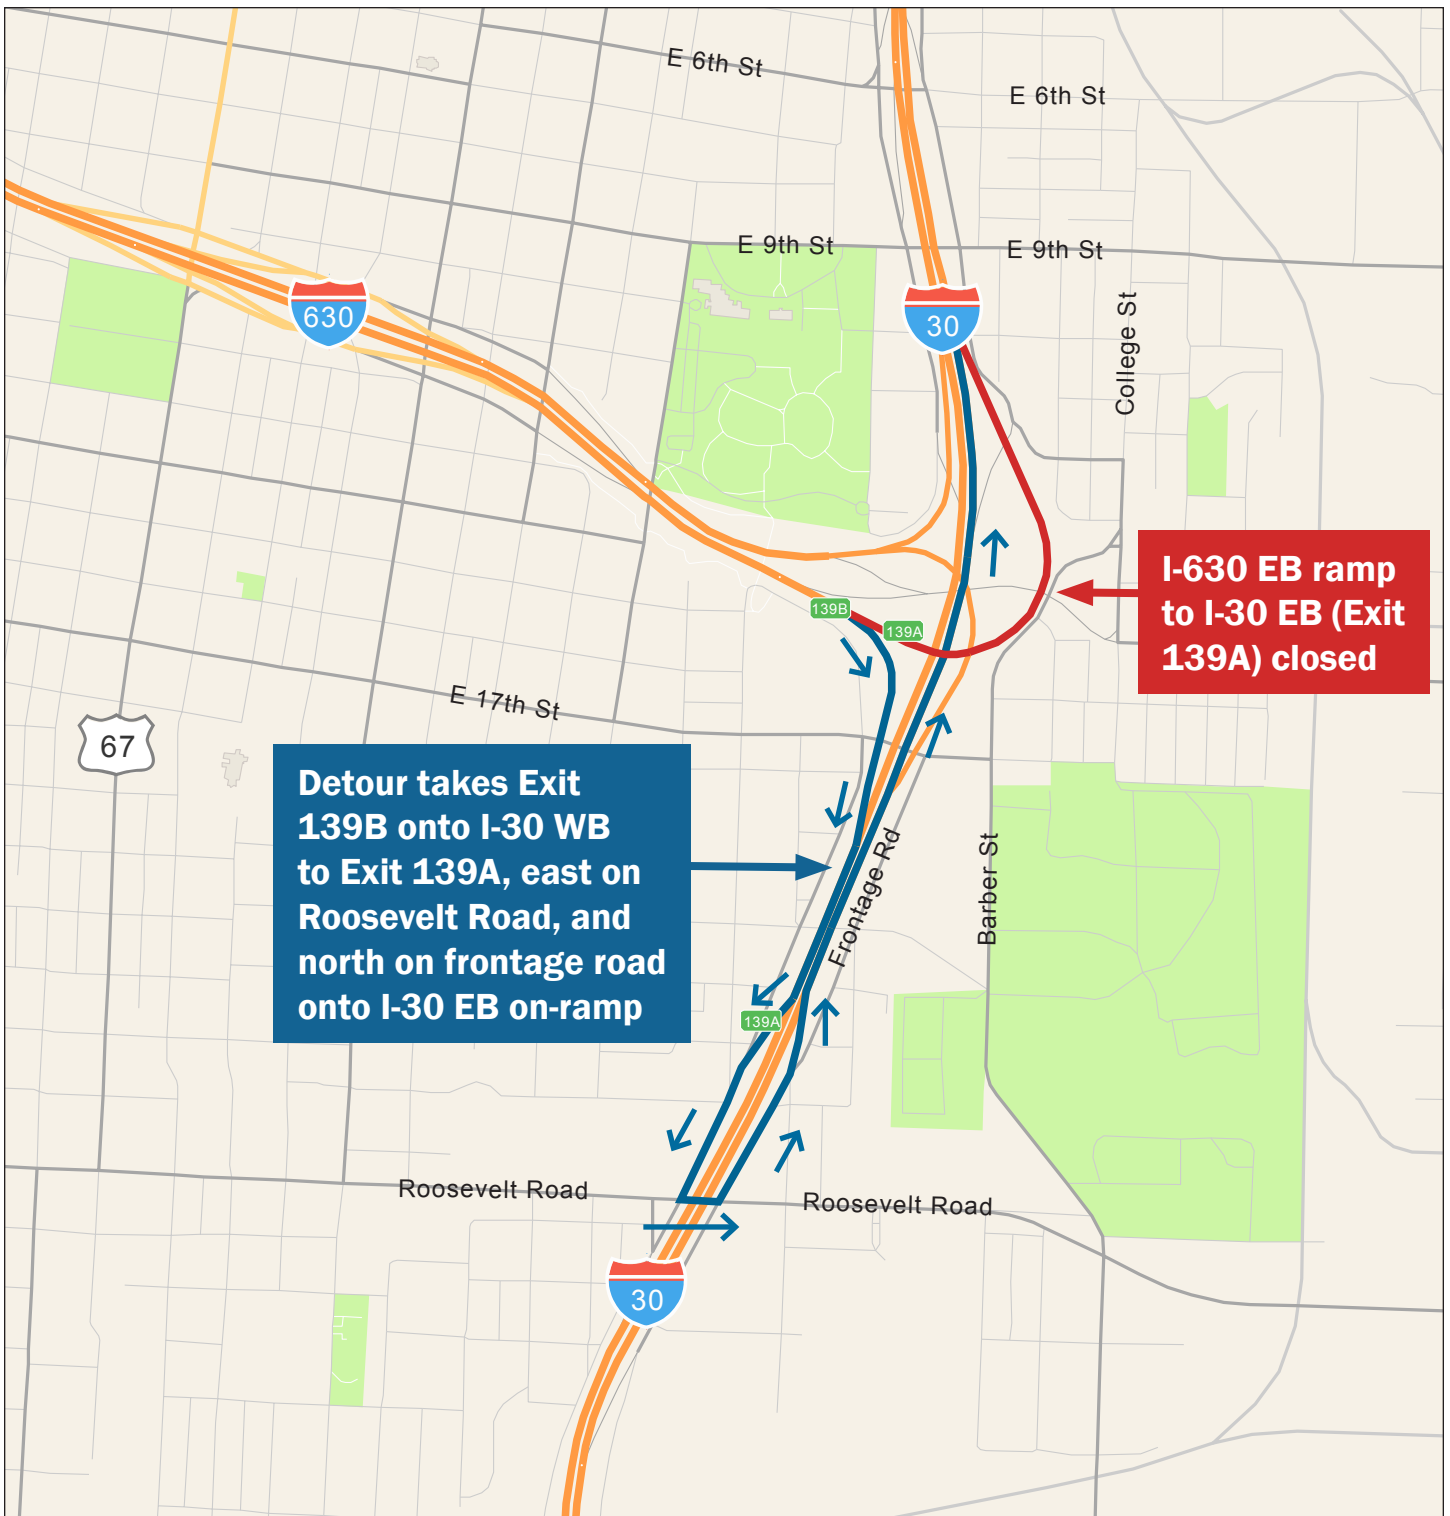 E 6th St
E 6th St
E 9th St
E 9th St
630
30
College St
I-630 EB ramp
to I-30 EB (Exit
139A) closed
139B
139A
E 17th St
67
Detour takes Exit
139B onto I-30 WB
to Exit 139A, east on
Roosevelt Road, and
north on frontage road
onto I-30 EB on-ramp
Frontage Rd
Barber St
139A
Roosevelt Road
Roosevelt Road
30